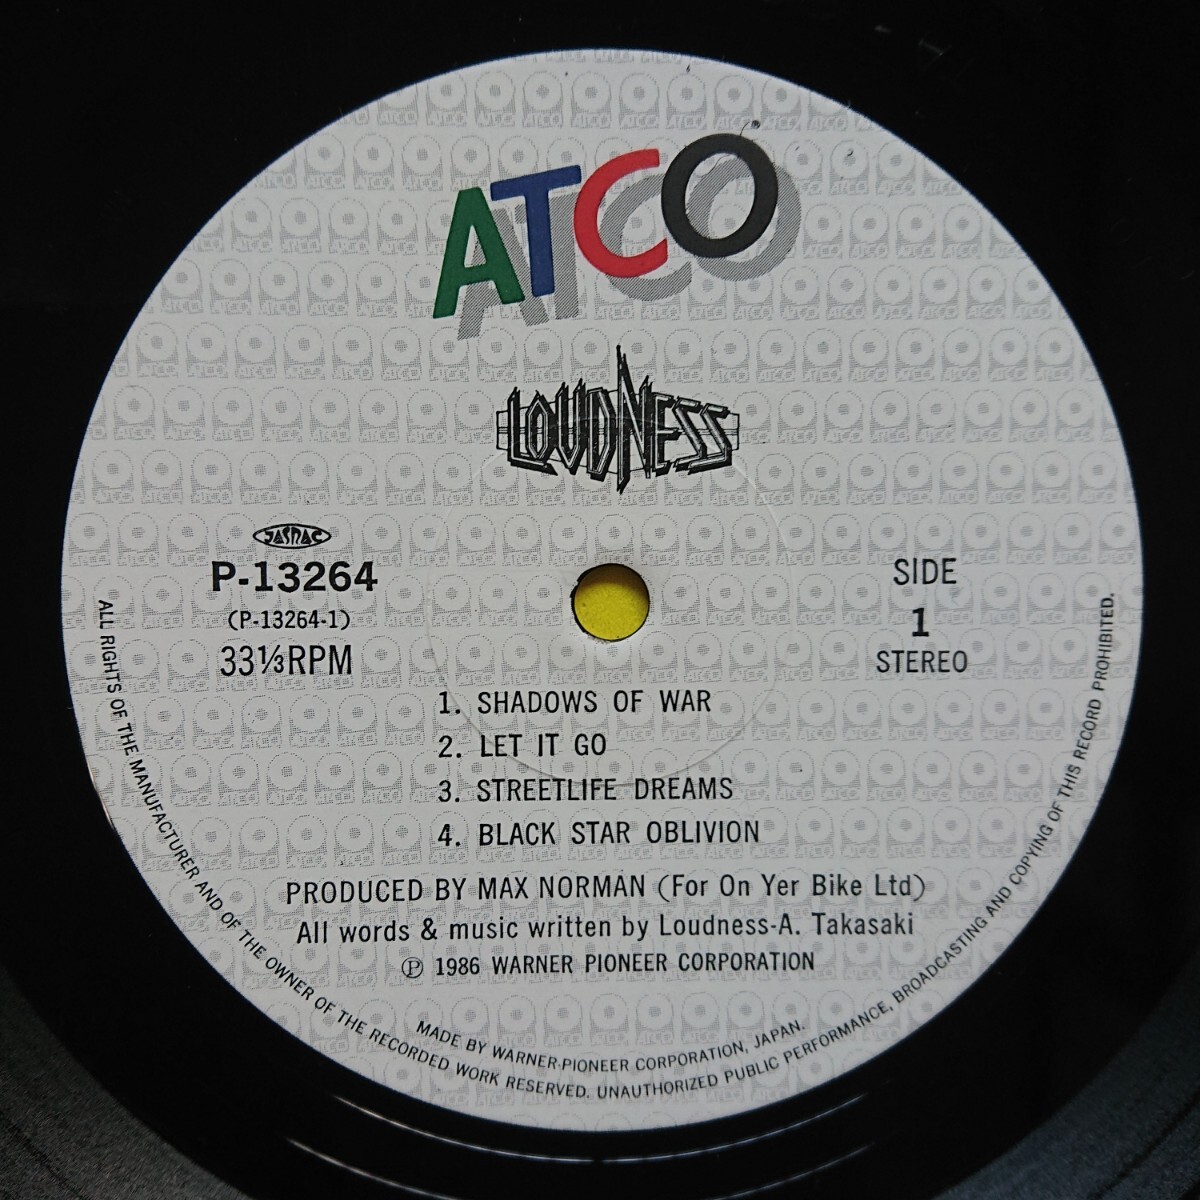 ATCO
LOUDNESS
JASRAC
P-13264
(P-13264-1)
33⅓RPM
SIDE
1
STEREO
1. SHADOWS OF WAR
2. LET IT GO
3. STREETLIFE DREAMS
4. BLACK STAR OBLIVION
PRODUCED BY MAX NORMAN (For On Yer Bike Ltd)
All words & music written by Loudness-A. Takasaki
℗ 1986 WARNER PIONEER CORPORATION
MADE BY WARNER-PIONEER CORPORATION, JAPAN.
ALL RIGHTS OF THE MANUFACTURER AND OF THE OWNER OF THE RECORDED WORK RESERVED. UNAUTHORIZED PUBLIC PERFORMANCE, BROADCASTING AND COPYING OF THIS RECORD PROHIBITED.